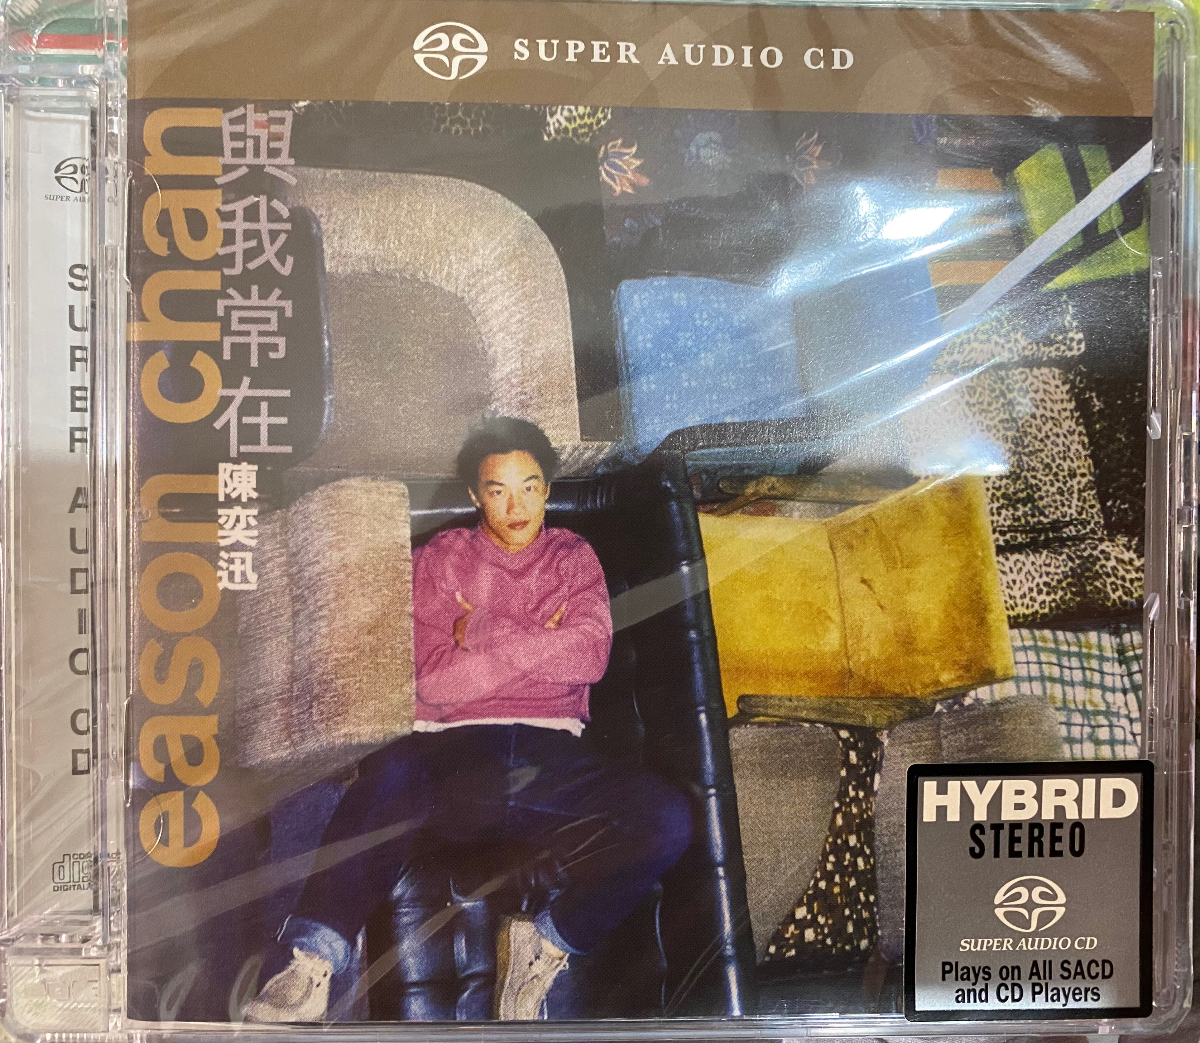 SUPER AUDIO CD
eason chan
與我常在
陳奕迅
SUPER AUDIO CD
HYBRID
STEREO
SUPER AUDIO CD
Plays on All SACD
and CD Players